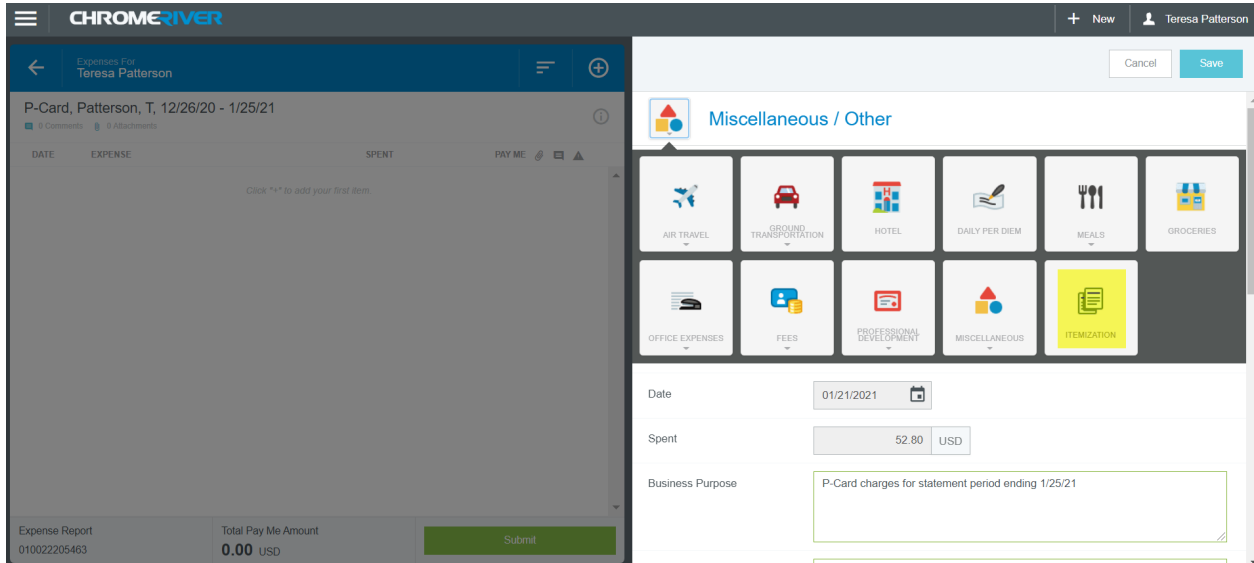 CHROMERIVER
+ New
Teresa Patterson
Expenses For
Teresa Patterson
Cancel
Save
P-Card, Patterson, T, 12/26/20 - 1/25/21
0 Comments 0 Attachments
Miscellaneous / Other
DATE EXPENSE SPENT PAY ME
Click "+" to add your first item.
AIR TRAVEL
GROUND
TRANSPORTATION
HOTEL
DAILY PER DIEM
MEALS
GROCERIES
OFFICE EXPENSES
FEES
PROFESSIONAL
DEVELOPMENT
MISCELLANEOUS
ITEMIZATION
Date 01/21/2021
Spent 52.80 USD
Business Purpose P-Card charges for statement period ending 1/25/21
Expense Report
010022205463
Total Pay Me Amount
0.00 USD
Submit